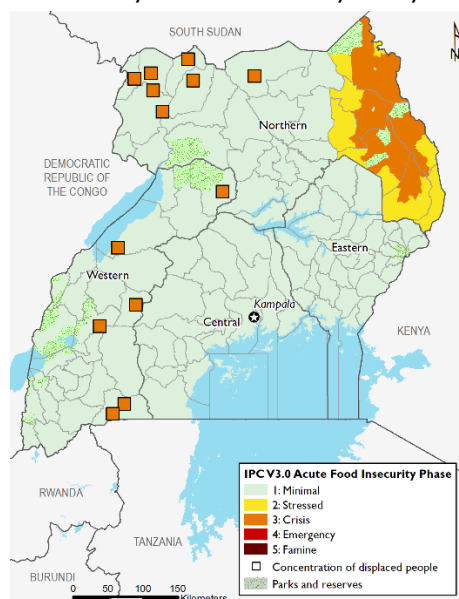 SOUTH SUDAN
N
Northern
DEMOCRATIC
REPUBLIC OF
THE CONGO
Eastern
Western
Kampala
Central
KENYA
RWANDA
TANZANIA
BURUNDI
IPC V3.0 Acute Food Insecurity Phase
1: Minimal
2: Stressed
3: Crisis
4: Emergency
5: Famine
Concentration of displaced people
Parks and reserves
0
50
100
150
Kilometers